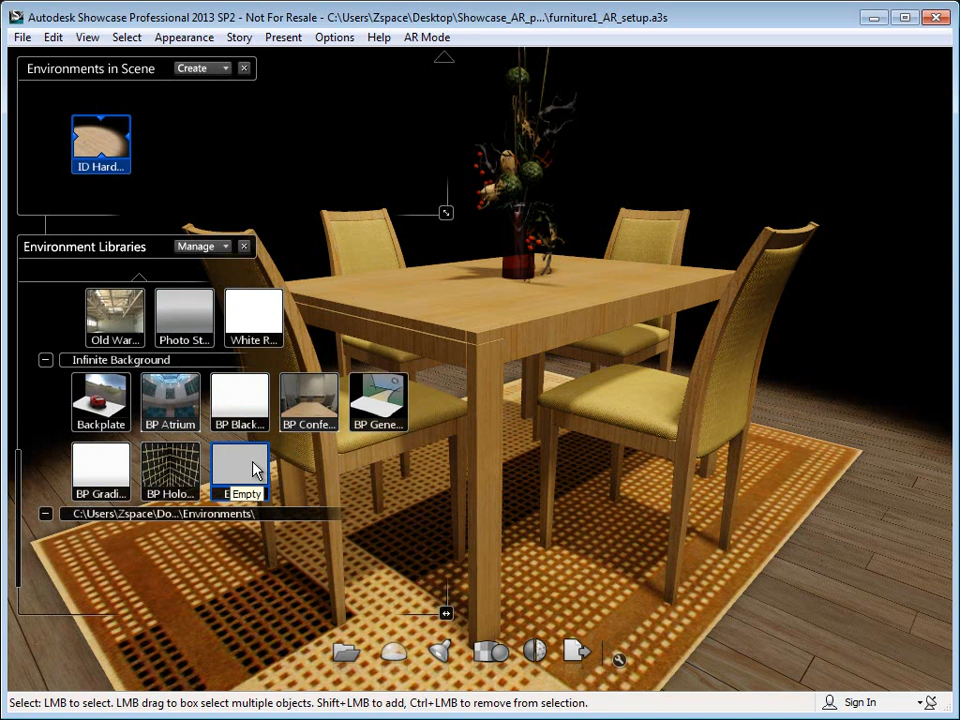 Autodesk Showcase Professional 2013 SP2 - Not For Resale - C:\Users\Zspace\Desktop\Showcase_AR_p...\furniture1_AR_setup.a3s
File Edit View Select Appearance Story Present Options Help AR Mode
Environments in Scene Create
ID Hard...
Environment Libraries Manage
Old War... Photo St... White R...
Infinite Background
Backplate BP Atrium BP Black... BP Confe... BP Gene...
BP Gradi... BP Holo... E
Empty
C:\Users\Zspace\Do...\Environments\
Select: LMB to select. LMB drag to box select multiple objects. Shift+LMB to add, Ctrl+LMB to remove from selection. Sign In